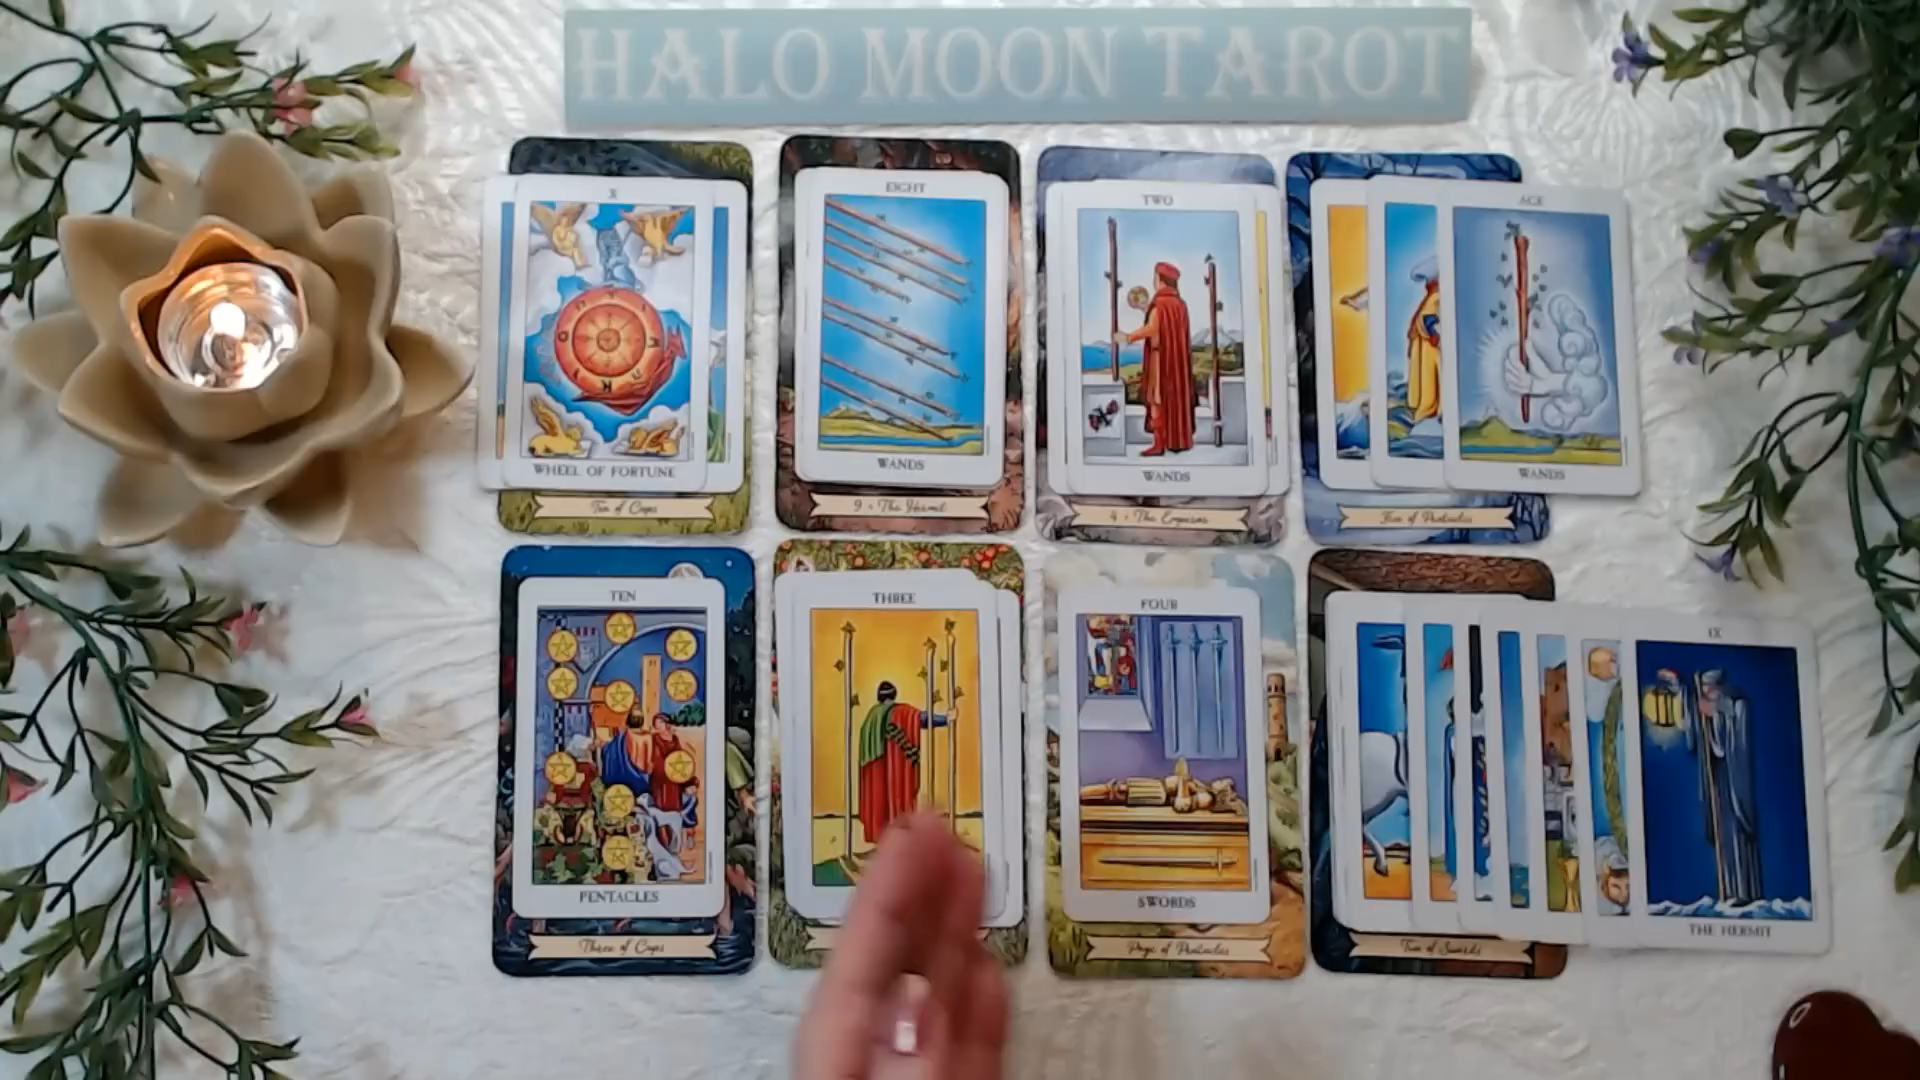 HALO MOON TAROT
X
WHEEL OF FORTUNE
Ten of Cups
EIGHT
WANDS
9 - The Hermit
TWO
WANDS
4 - The Emperor
ACE
WANDS
of Pentacles
TEN
PENTACLES
Three of Cups
THREE
FOUR
SWORDS
Page of Pentacles
IX
THE HERMIT
of Swords